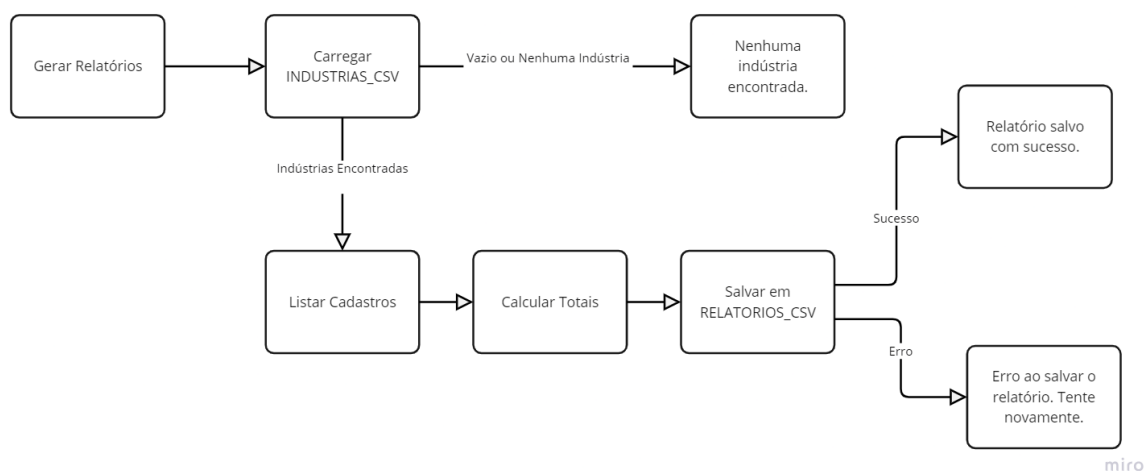 Gerar Relatórios
Carregar
INDUSTRIAS_CSV
Vazio ou Nenhuma Indústria
Nenhuma
indústria
encontrada.
Indústrias Encontradas
Listar Cadastros
Calcular Totais
Salvar em
RELATORIOS_CSV
Sucesso
Relatório salvo
com sucesso.
Erro
Erro ao salvar o
relatório. Tente
novamente.
miro